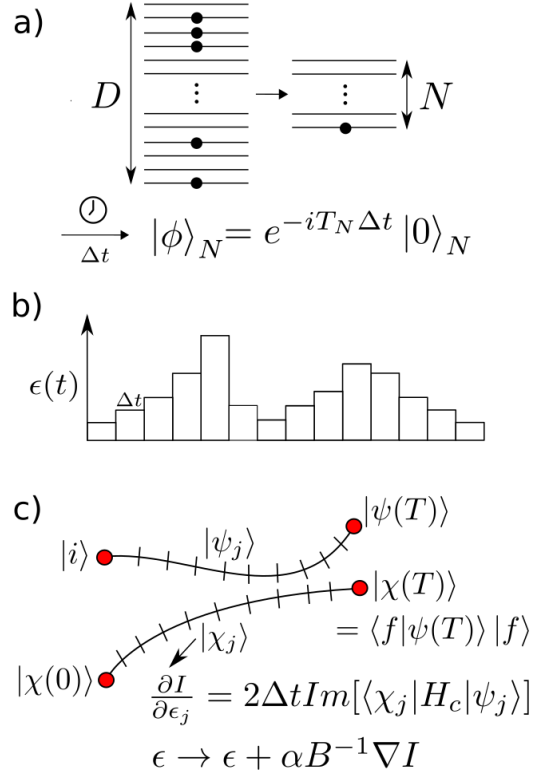 a)
D
⋮
⋮
N
Δt
|ϕ⟩_N = e^{-iT_N Δt} |0⟩_N
b)
ϵ(t)
Δt
c)
|i⟩
|ψ_j⟩
|ψ(T)⟩
|χ(T)⟩
= ⟨f|ψ(T)⟩ |f⟩
|χ_j⟩
|χ(0)⟩
∂I/∂ϵ_j = 2ΔtIm[⟨χ_j|H_c|ψ_j⟩]
ϵ → ϵ + αB^{-1}∇I